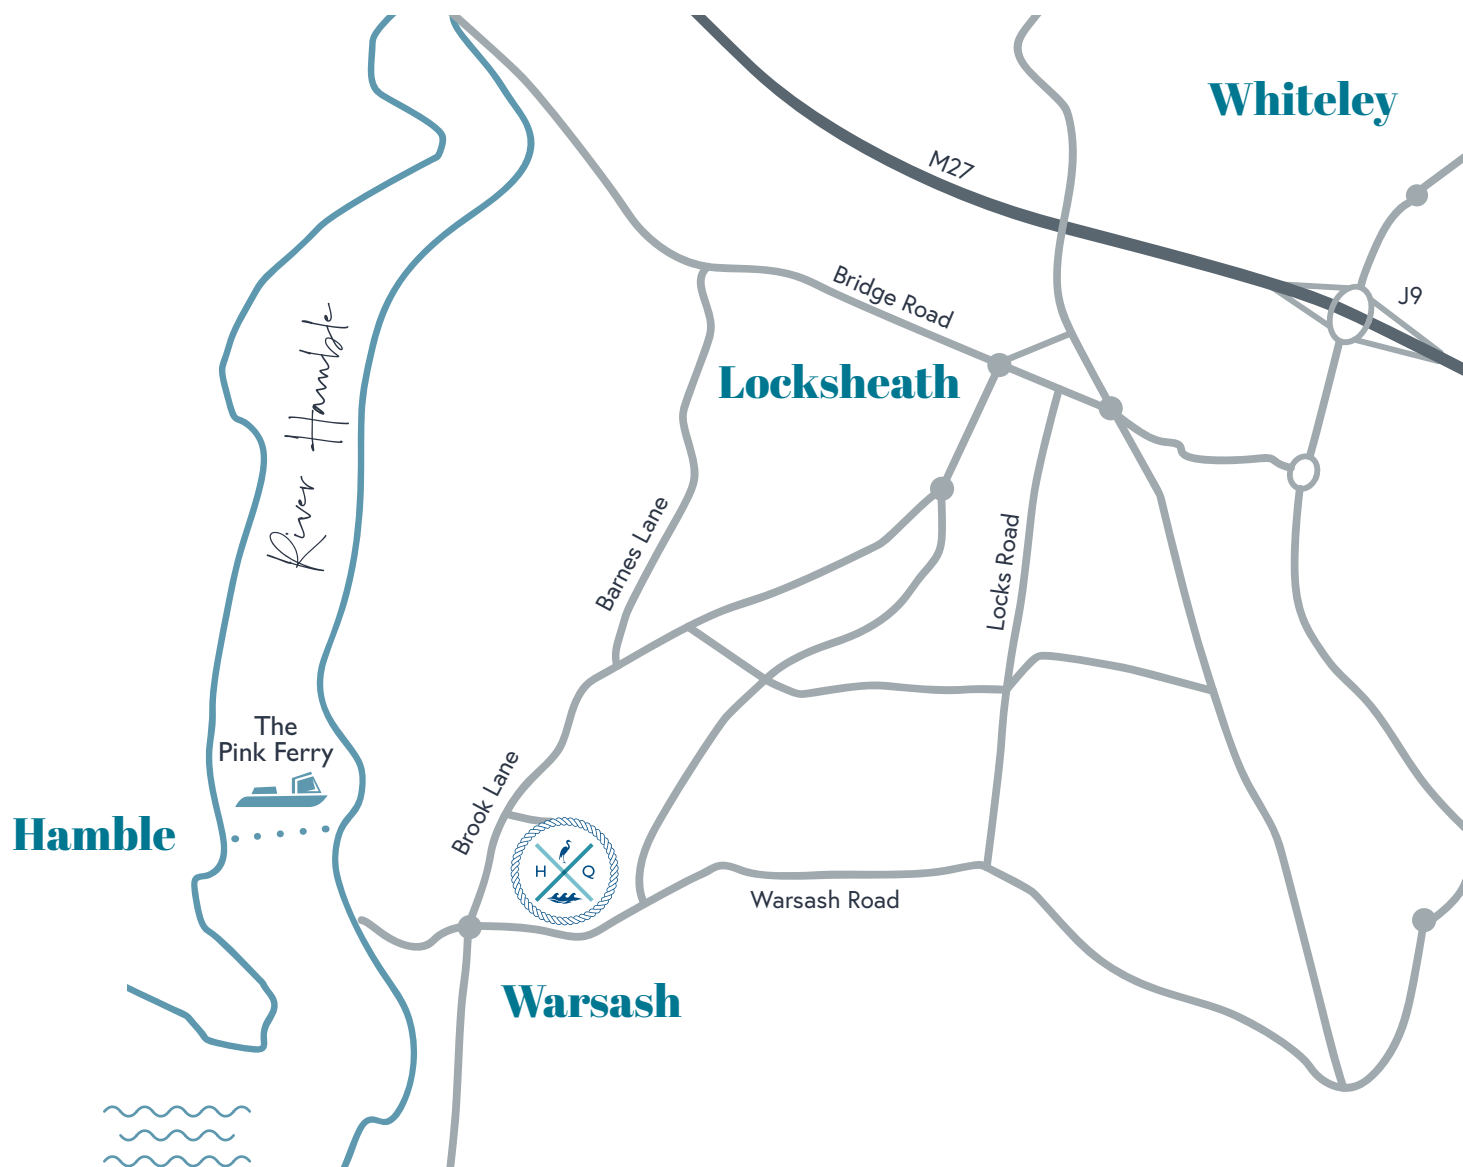 Whiteley
M27
J9
Bridge Road
Locksheath
River Hamble
Barnes Lane
Locks Road
The
Pink Ferry
Brook Lane
Hamble
H Q
Warsash Road
Warsash